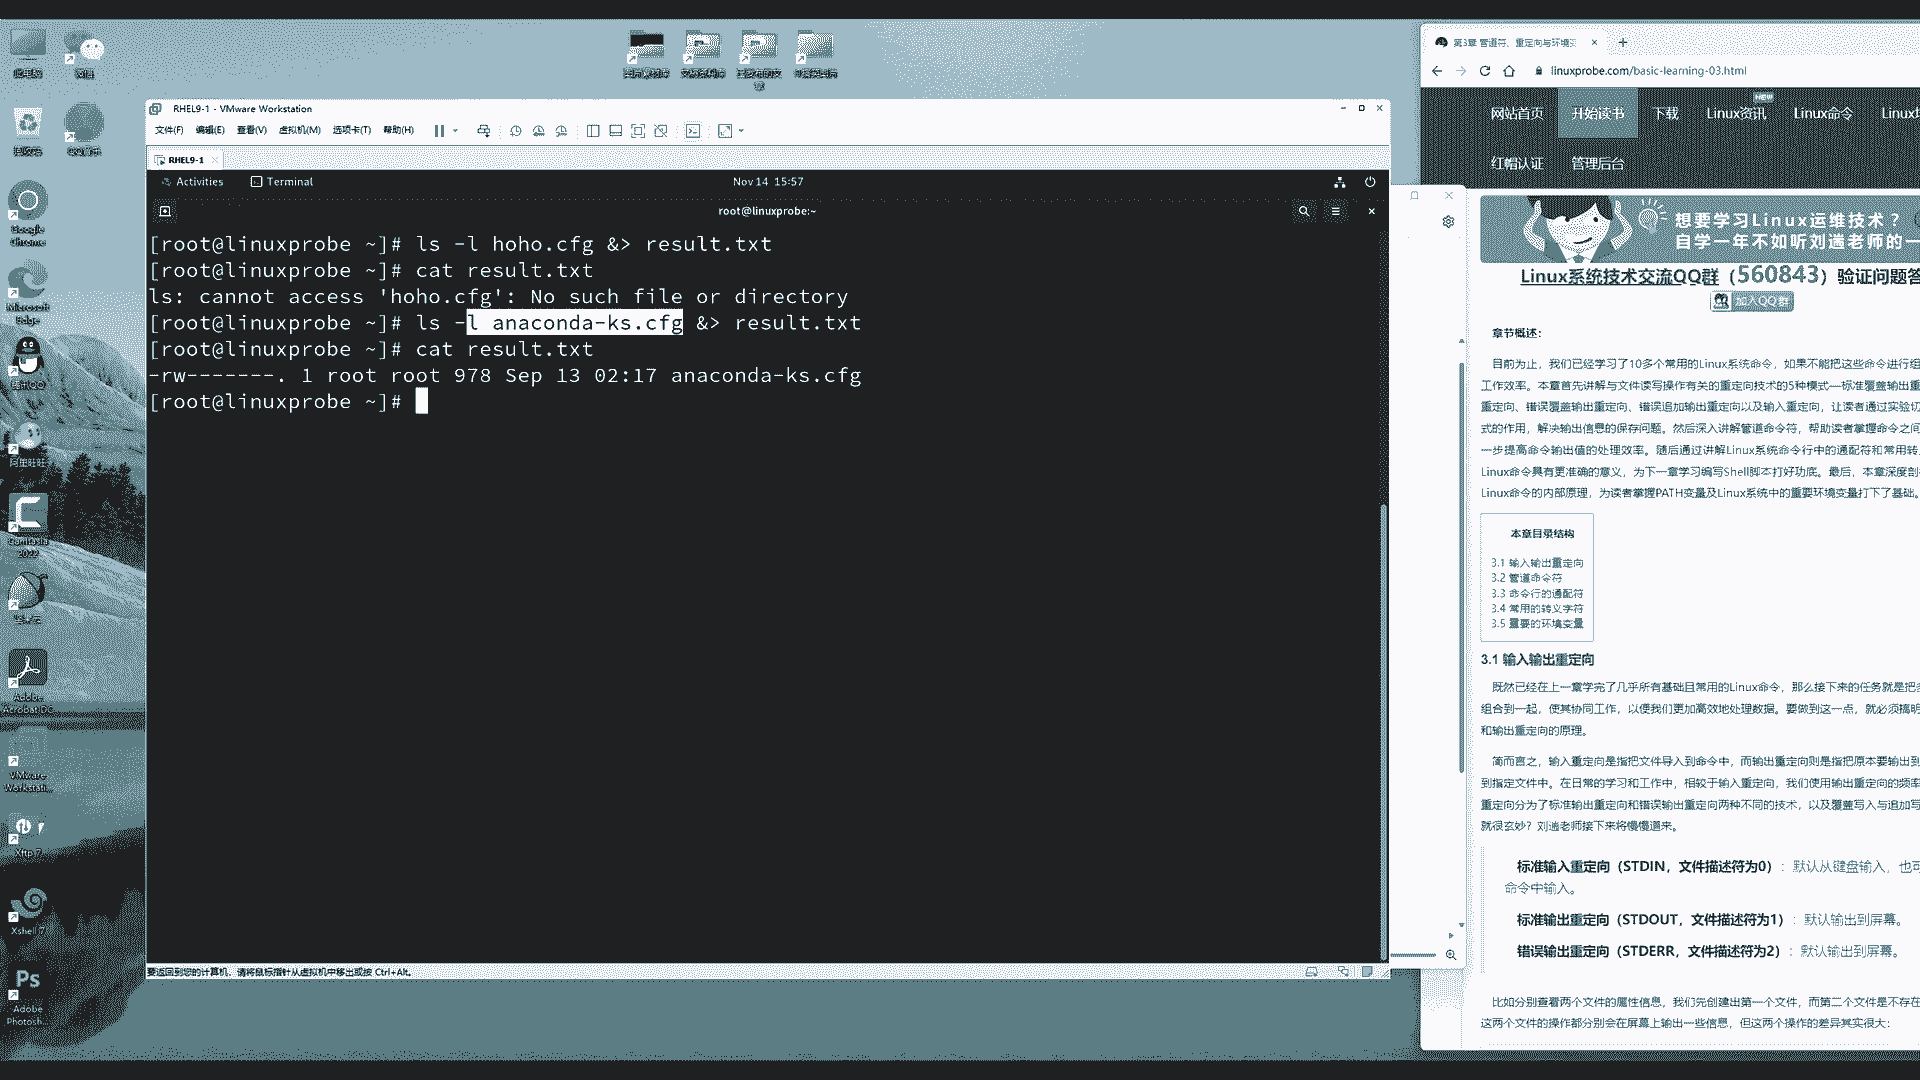 Google
Chrome
Microsoft
Edge
Camtasia
2022
Adobe
Acrobat DC
VMware
Workstati...
Xftp 7
Xshell 7
Adobe
Photosh...
RHEL9-1 - VMware Workstation
文件(F) 编辑(E) 查看(V) 虚拟机(M) 选项卡(T) 帮助(H)
RHEL9-1
Activities Terminal Nov 14 15:57
root@linuxprobe:~
[root@linuxprobe ~]# ls -l hoho.cfg &> result.txt
[root@linuxprobe ~]# cat result.txt
ls: cannot access 'hoho.cfg': No such file or directory
[root@linuxprobe ~]# ls -l anaconda-ks.cfg &> result.txt
[root@linuxprobe ~]# cat result.txt
-rw-------. 1 root root 978 Sep 13 02:17 anaconda-ks.cfg
[root@linuxprobe ~]#
要返回到您的计算机，请将鼠标指针从虚拟机中移出或按 Ctrl+Alt。
第3章 管道符、重定向与环境
linuxprobe.com/basic-learning-03.html
网站首页 开始读书 下载 Linux资讯 NEW Linux命令
红帽认证 管理后台
想要学习Linux运维技术？
自学一年不如听刘遄老师的一
Linux系统技术交流QQ群（560843）验证问题答
加入QQ群
章节概述：
目前为止，我们已经学习了10多个常用的Linux系统命令，如果不能把这些命令进行组
工作效率。本章首先讲解与文件读写操作有关的重定向技术的5种模式—标准覆盖输出重
重定向、错误覆盖输出重定向、错误追加输出重定向以及输入重定向，让读者通过实验切
式的作用，解决输出信息的保存问题。然后深入讲解管道命令符，帮助读者掌握命令之间
一步提高命令输出值的处理效率。随后通过讲解Linux系统命令行中的通配符和常用转
Linux命令具有更准确的意义，为下一章学习编写Shell脚本打好功底。最后，本章深度剖
Linux命令的内部原理，为读者掌握PATH变量及Linux系统中的重要环境变量打下了基础。
本章目录结构
3.1 输入输出重定向
3.2 管道命令符
3.3 命令行的通配符
3.4 常用的转义字符
3.5 重要的环境变量
3.1 输入输出重定向
既然已经在上一章学完了几乎所有基础且常用的Linux命令，那么接下来的任务就是把多
组合到一起，使其协同工作，以便我们更加高效地处理数据。要做到这一点，就必须搞明
和输出重定向的原理。
简而言之，输入重定向是指把文件导入到命令中，而输出重定向则是指把原本要输出到
到指定文件中。在日常的学习和工作中，相较于输入重定向，我们使用输出重定向的频率
重定向分为了标准输出重定向和错误输出重定向两种不同的技术，以及覆盖写入与追加写
就很玄妙？刘遄老师接下来将慢慢道来。
标准输入重定向（STDIN，文件描述符为0）：默认从键盘输入，也可
命令中输入。
标准输出重定向（STDOUT，文件描述符为1）：默认输出到屏幕。
错误输出重定向（STDERR，文件描述符为2）：默认输出到屏幕。
比如分别查看两个文件的属性信息，我们先创建出第一个文件，而第二个文件是不存在
这两个文件的操作都分别会在屏幕上输出一些信息，但这两个操作的差异其实很大：